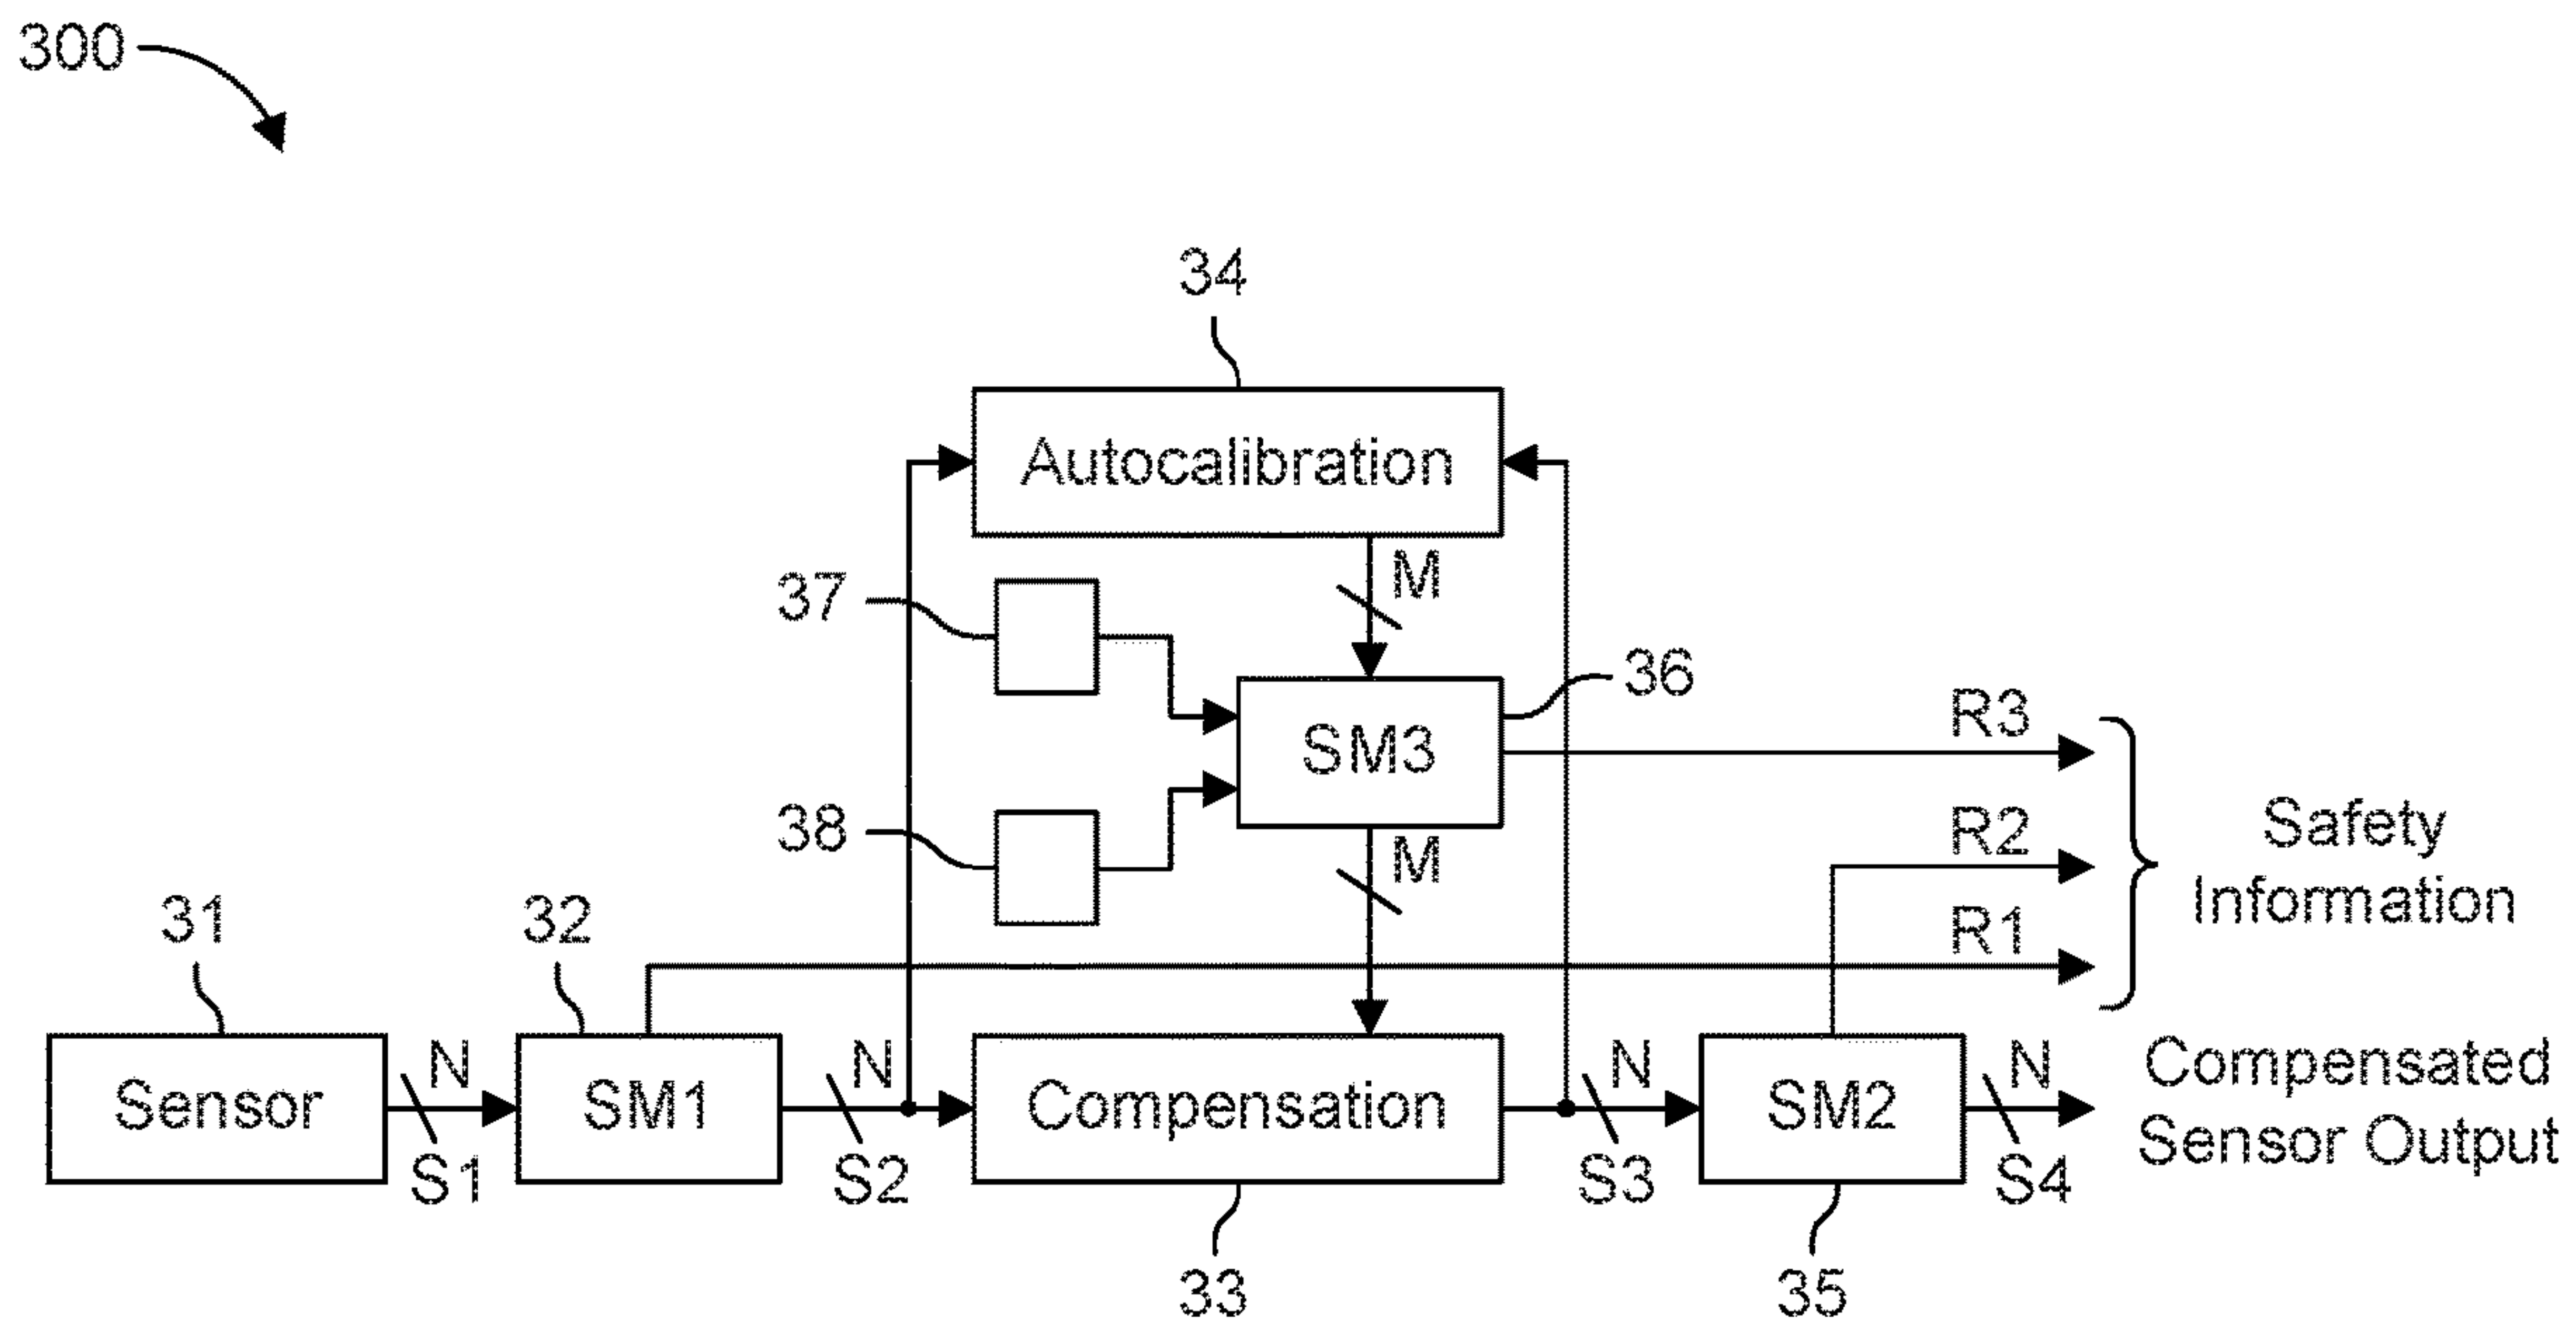 300
34
Autocalibration
M
37
36
SM3
R3
38
M
R2
Safety
Information
R1
31
32
Sensor
N
S1
SM1
N
S2
Compensation
N
S3
SM2
N
S4
Compensated
Sensor Output
33
35